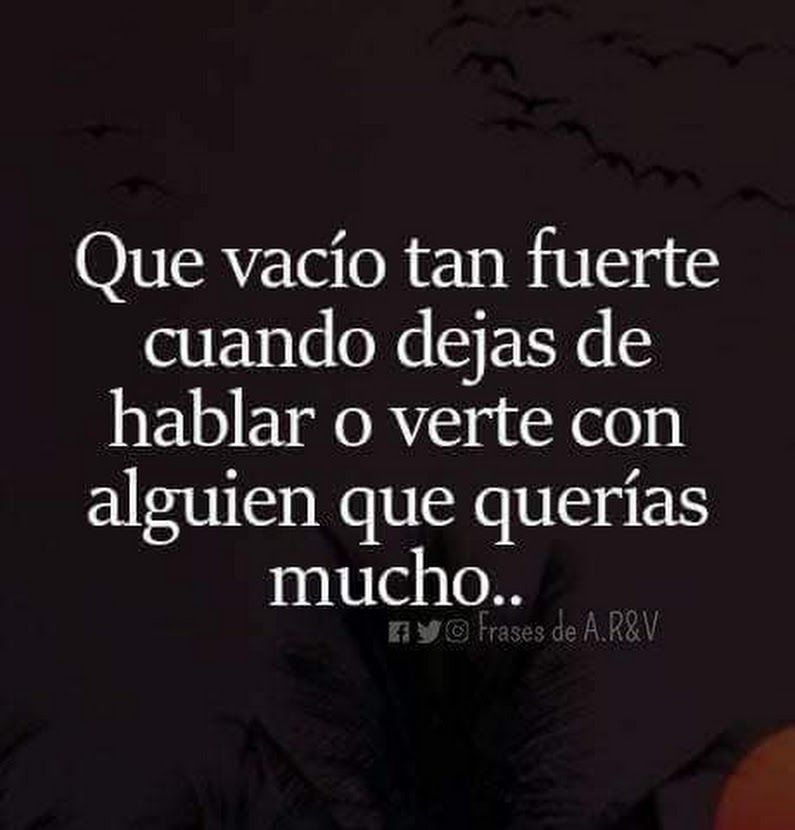 Que vacío tan fuerte
cuando dejas de
hablar o verte con
alguien que querías
mucho..
Frases de A.R&V